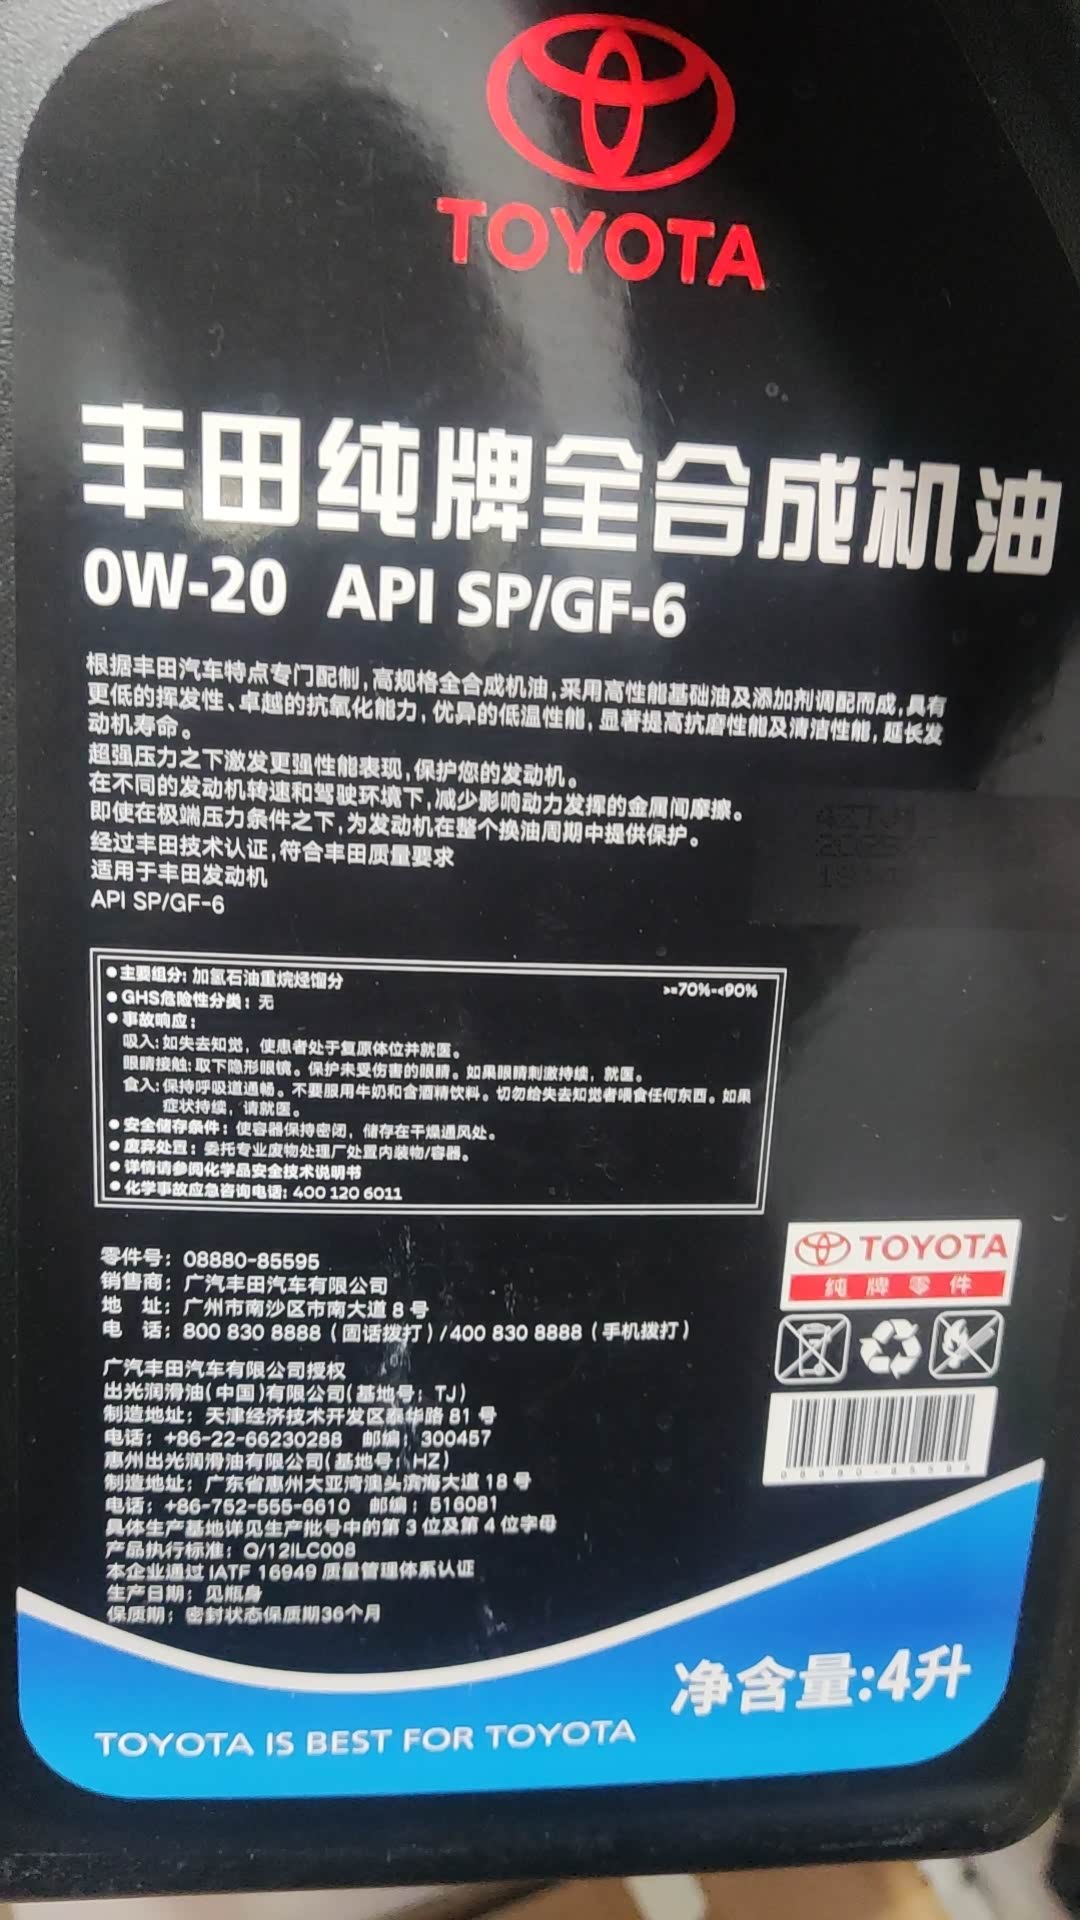 TOYOTA
丰田纯牌全合成机油
0W-20 API SP/GF-6
根据丰田汽车特点专门配制,高规格全合成机油,采用高性能基础油及添加剂调配而成,具有
更低的挥发性、卓越的抗氧化能力,优异的低温性能,显著提高抗磨性能及清洁性能,延长发
动机寿命。
超强压力之下激发更强性能表现,保护您的发动机。
在不同的发动机转速和驾驶环境下,减少影响动力发挥的金属间摩擦。
即使在极端压力条件之下,为发动机在整个换油周期中提供保护。
经过丰田技术认证,符合丰田质量要求
适用于丰田发动机
API SP/GF-6
●主要组分: 加氢石油重烷烃馏分 >=70%-<90%
●GHS危险性分类：无
●事故响应：
吸入: 如失去知觉，使患者处于复原体位并就医。
眼睛接触: 取下隐形眼镜。保护未受伤害的眼睛。如果眼睛刺激持续，就医。
食入: 保持呼吸道通畅。不要服用牛奶和含酒精饮料。切勿给失去知觉者喂食任何东西。如果
症状持续，请就医。
●安全储存条件：使容器保持密闭，储存在干燥通风处。
●废弃处置：委托专业废物处理厂处置内装物/容器。
●详情请参阅化学品安全技术说明书
●化学事故应急咨询电话: 400 120 6011
零件号：08880-85595
销售商：广汽丰田汽车有限公司
地 址：广州市南沙区市南大道 8 号
电 话：800 830 8888（固话拨打）/400 830 8888（手机拨打）
TOYOTA
纯牌零件
广汽丰田汽车有限公司授权
出光润滑油(中国)有限公司(基地号：TJ)
制造地址：天津经济技术开发区泰华路 81 号
电话：+86-22-66230288 邮编：300457
惠州出光润滑油有限公司(基地号：HZ)
制造地址：广东省惠州大亚湾澳头滨海大道 18 号
电话：+86-752-555-6610 邮编：516081
具体生产基地详见生产批号中的第 3 位及第 4 位字母
产品执行标准：Q/12ILC008
本企业通过 IATF 16949 质量管理体系认证
生产日期：见瓶身
保质期：密封状态保质期36个月
08880-85595
净含量:4升
TOYOTA IS BEST FOR TOYOTA